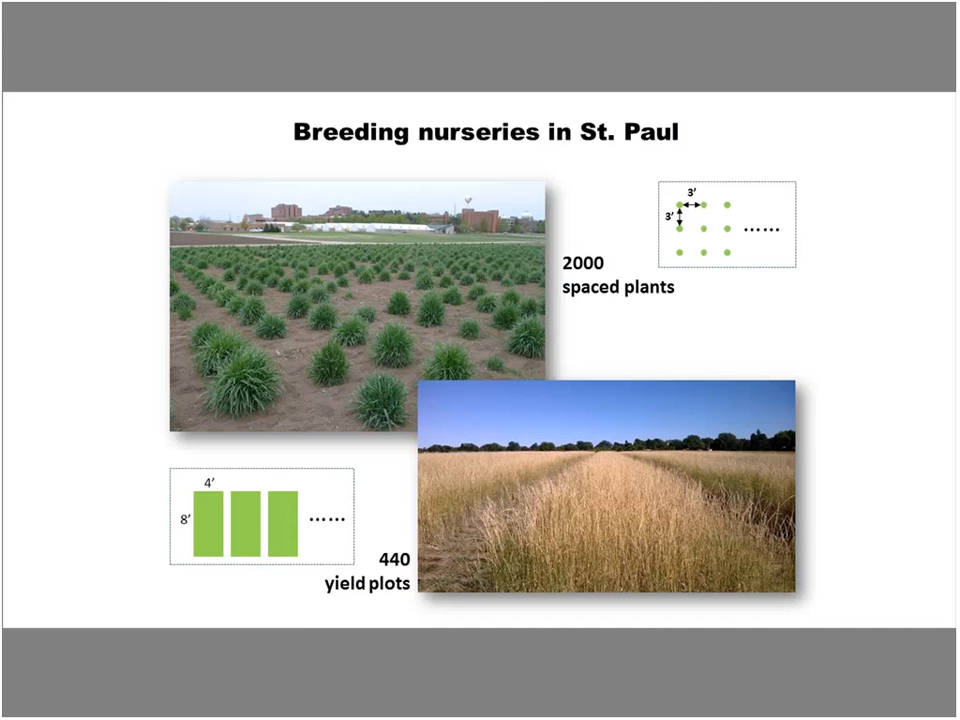 Breeding nurseries in St. Paul
3'
3'
......
2000
spaced plants
4'
8'
......
440
yield plots